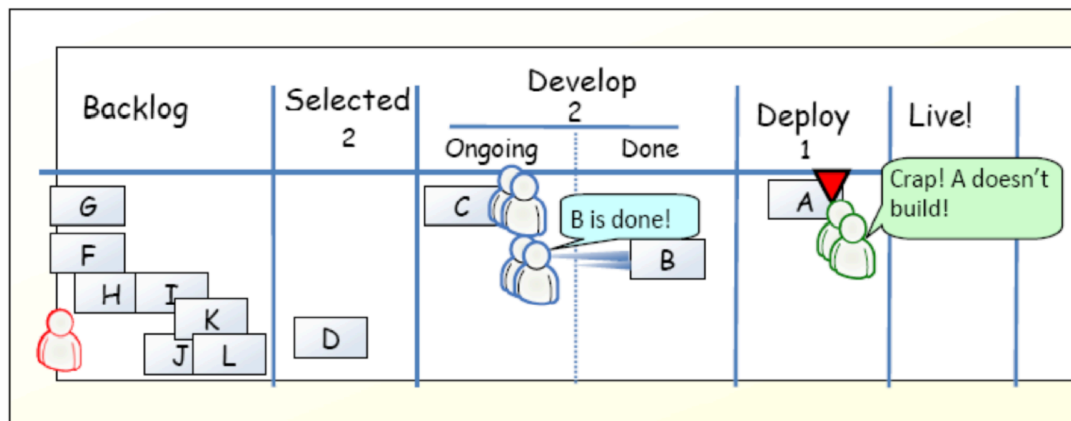 Backlog
Selected
2
Develop
2
Ongoing
Done
Deploy
1
Live!
G
F
H
I
K
J
L
D
C
B is done!
B
A
Crap! A doesn't
build!